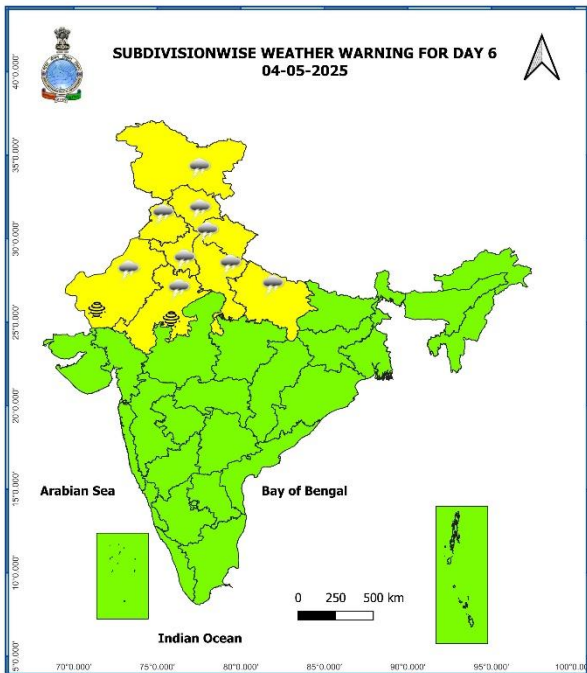 SUBDIVISIONWISE WEATHER WARNING FOR DAY 6
04-05-2025
40°0.000'
35°0.000'
30°0.000'
25°0.000'
20°0.000'
15°0.000'
10°0.000'
5°0.000'
Arabian Sea
Bay of Bengal
0 250 500 km
Indian Ocean
70°0.000' 75°0.000' 80°0.000' 85°0.000' 90°0.000' 95°0.000'